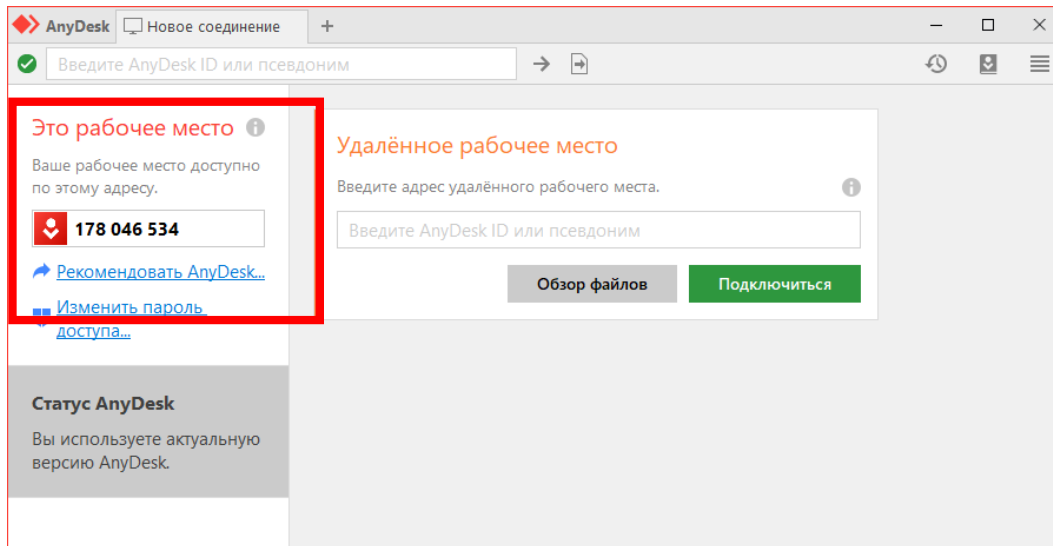 AnyDesk
Новое соединение
+
Введите AnyDesk ID или псевдоним
Это рабочее место
Ваше рабочее место доступно
по этому адресу.
178 046 534
Рекомендовать AnyDesk...
Изменить пароль
доступа...
Статус AnyDesk
Вы используете актуальную
версию AnyDesk.
Удалённое рабочее место
Введите адрес удалённого рабочего места.
Введите AnyDesk ID или псевдоним
Обзор файлов
Подключиться